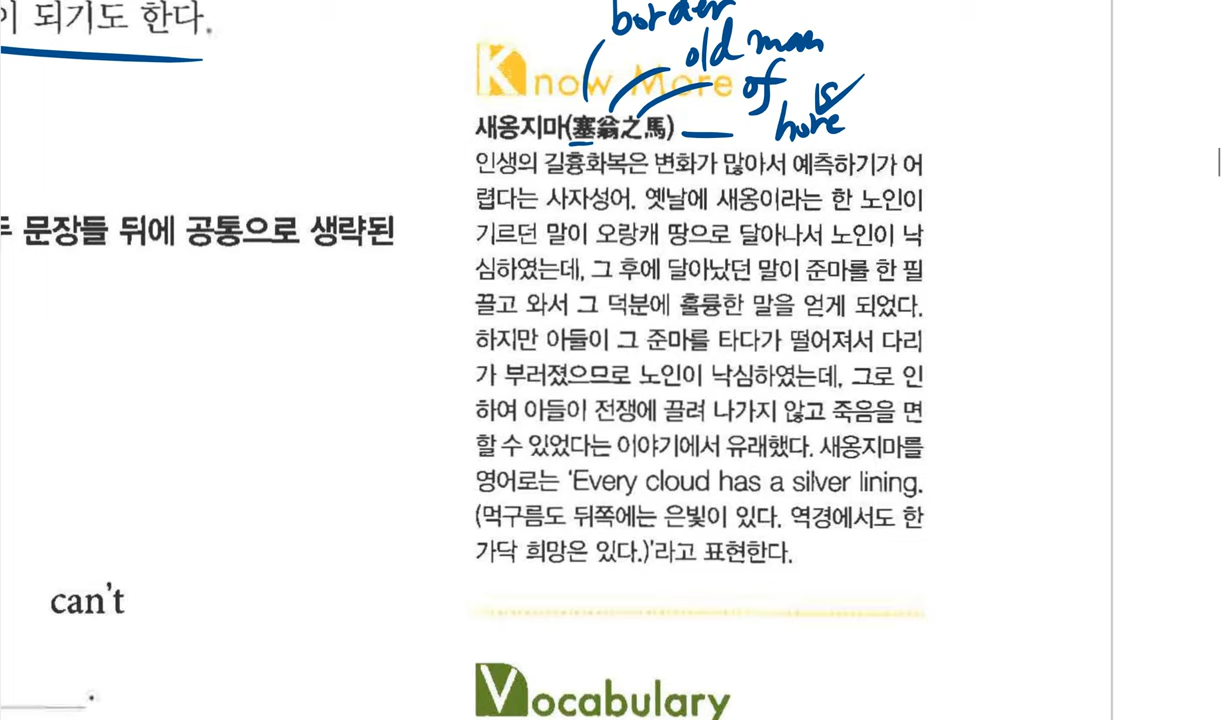 이 되기도 한다.
border
old man
of
is
Know More
새옹지마(塞翁之馬)
인생의 길흉화복은 변화가 많아서 예측하기가 어
렵다는 사자성어. 옛날에 새옹이라는 한 노인이
기르던 말이 오랑캐 땅으로 달아나서 노인이 낙
심하였는데, 그 후에 달아났던 말이 준마를 한 필
끌고 와서 그 덕분에 훌륭한 말을 얻게 되었다.
하지만 아들이 그 준마를 타다가 떨어져서 다리
가 부러졌으므로 노인이 낙심하였는데, 그로 인
하여 아들이 전쟁에 끌려 나가지 않고 죽음을 면
할 수 있었다는 이야기에서 유래했다. 새옹지마를
영어로는 ‘Every cloud has a silver lining.
(먹구름도 뒤쪽에는 은빛이 있다. 역경에서도 한
가닥 희망은 있다.)’라고 표현한다.
문장들 뒤에 공통으로 생략된
can't
Vocabulary